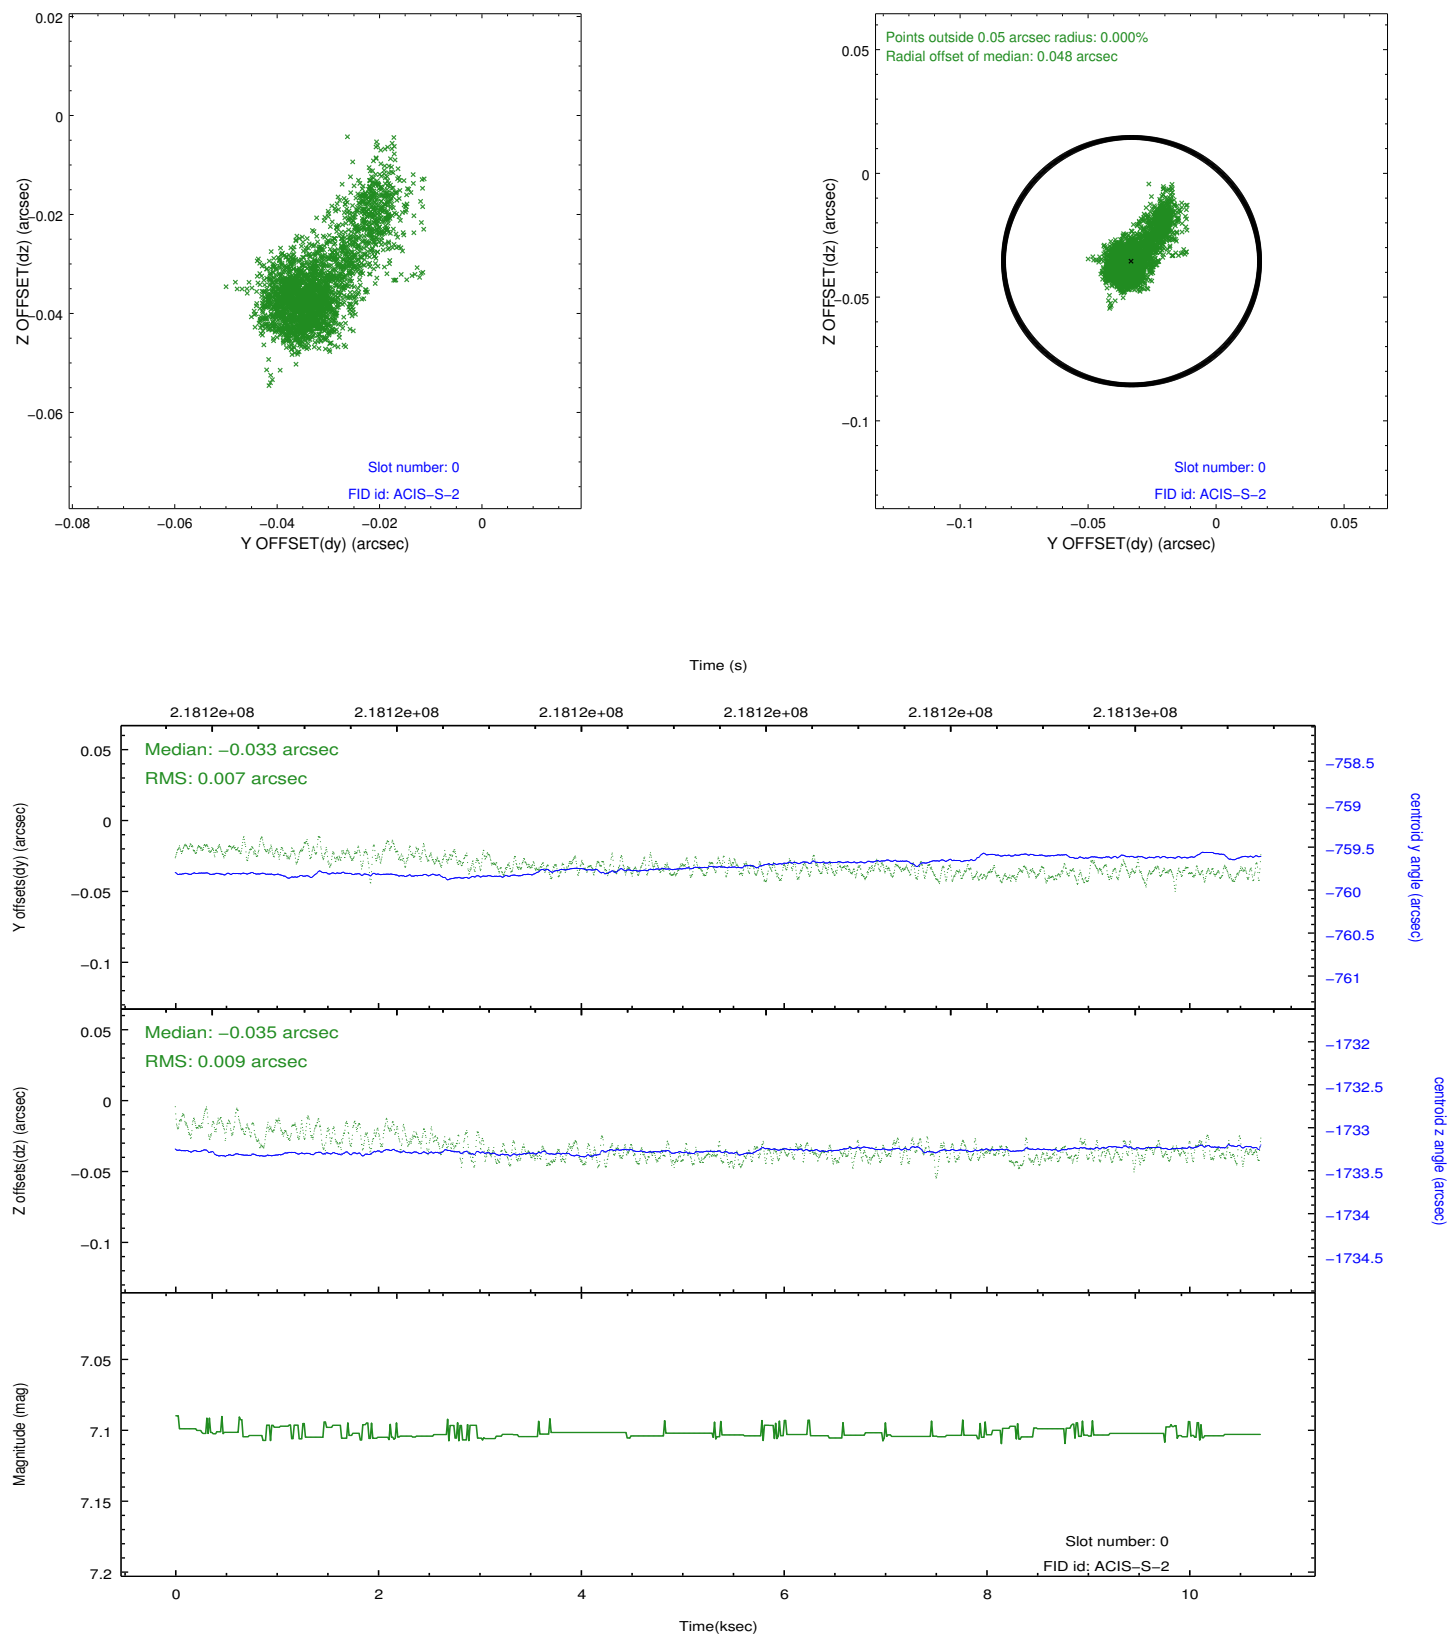 0.02
0
−0.02
−0.04
−0.06
Z OFFSET(dz) (arcsec)
Slot number: 0
FID id: ACIS−S−2
−0.08
−0.06
−0.04
−0.02
0
Y OFFSET(dy) (arcsec)
Points outside 0.05 arcsec radius: 0.000%
Radial offset of median: 0.048 arcsec
0.05
0
−0.05
−0.1
Z OFFSET(dz) (arcsec)
Slot number: 0
FID id: ACIS−S−2
−0.1
−0.05
0
0.05
Y OFFSET(dy) (arcsec)
Time (s)
2.1812e+08
2.1812e+08
2.1812e+08
2.1812e+08
2.1812e+08
2.1813e+08
Median: −0.033 arcsec
RMS: 0.007 arcsec
0.05
0
−0.05
−0.1
Y offsets(dy) (arcsec)
−758.5
−759
−759.5
−760
−760.5
−761
centroid y angle (arcsec)
Median: −0.035 arcsec
RMS: 0.009 arcsec
0.05
0
−0.05
−0.1
Z offsets(dz) (arcsec)
−1732
−1732.5
−1733
−1733.5
−1734
−1734.5
centroid z angle (arcsec)
7.05
7.1
7.15
7.2
Magnitude (mag)
Slot number: 0
FID id: ACIS−S−2
0
2
4
6
8
10
Time(ksec)